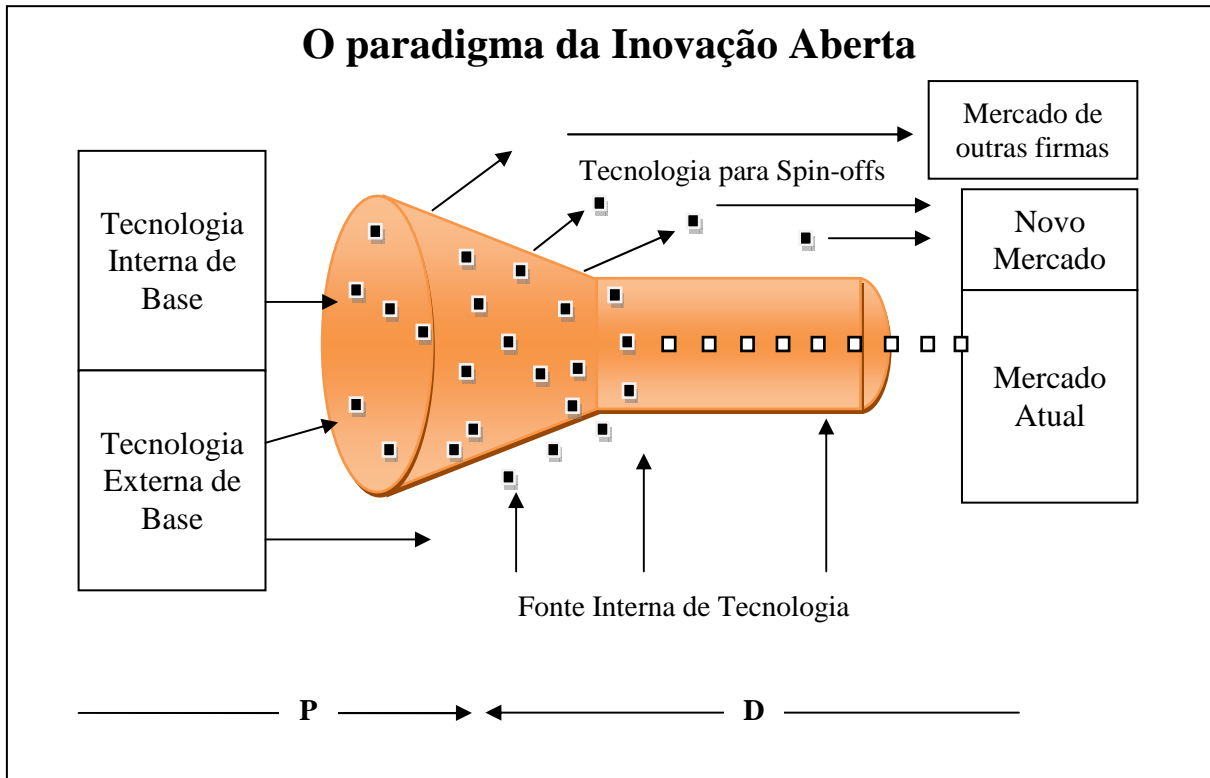 O paradigma da Inovação Aberta
Mercado de
outras firmas
Tecnologia para Spin-offs
Tecnologia
Interna de
Base
Novo
Mercado
Mercado
Atual
Tecnologia
Externa de
Base
Fonte Interna de Tecnologia
P
D